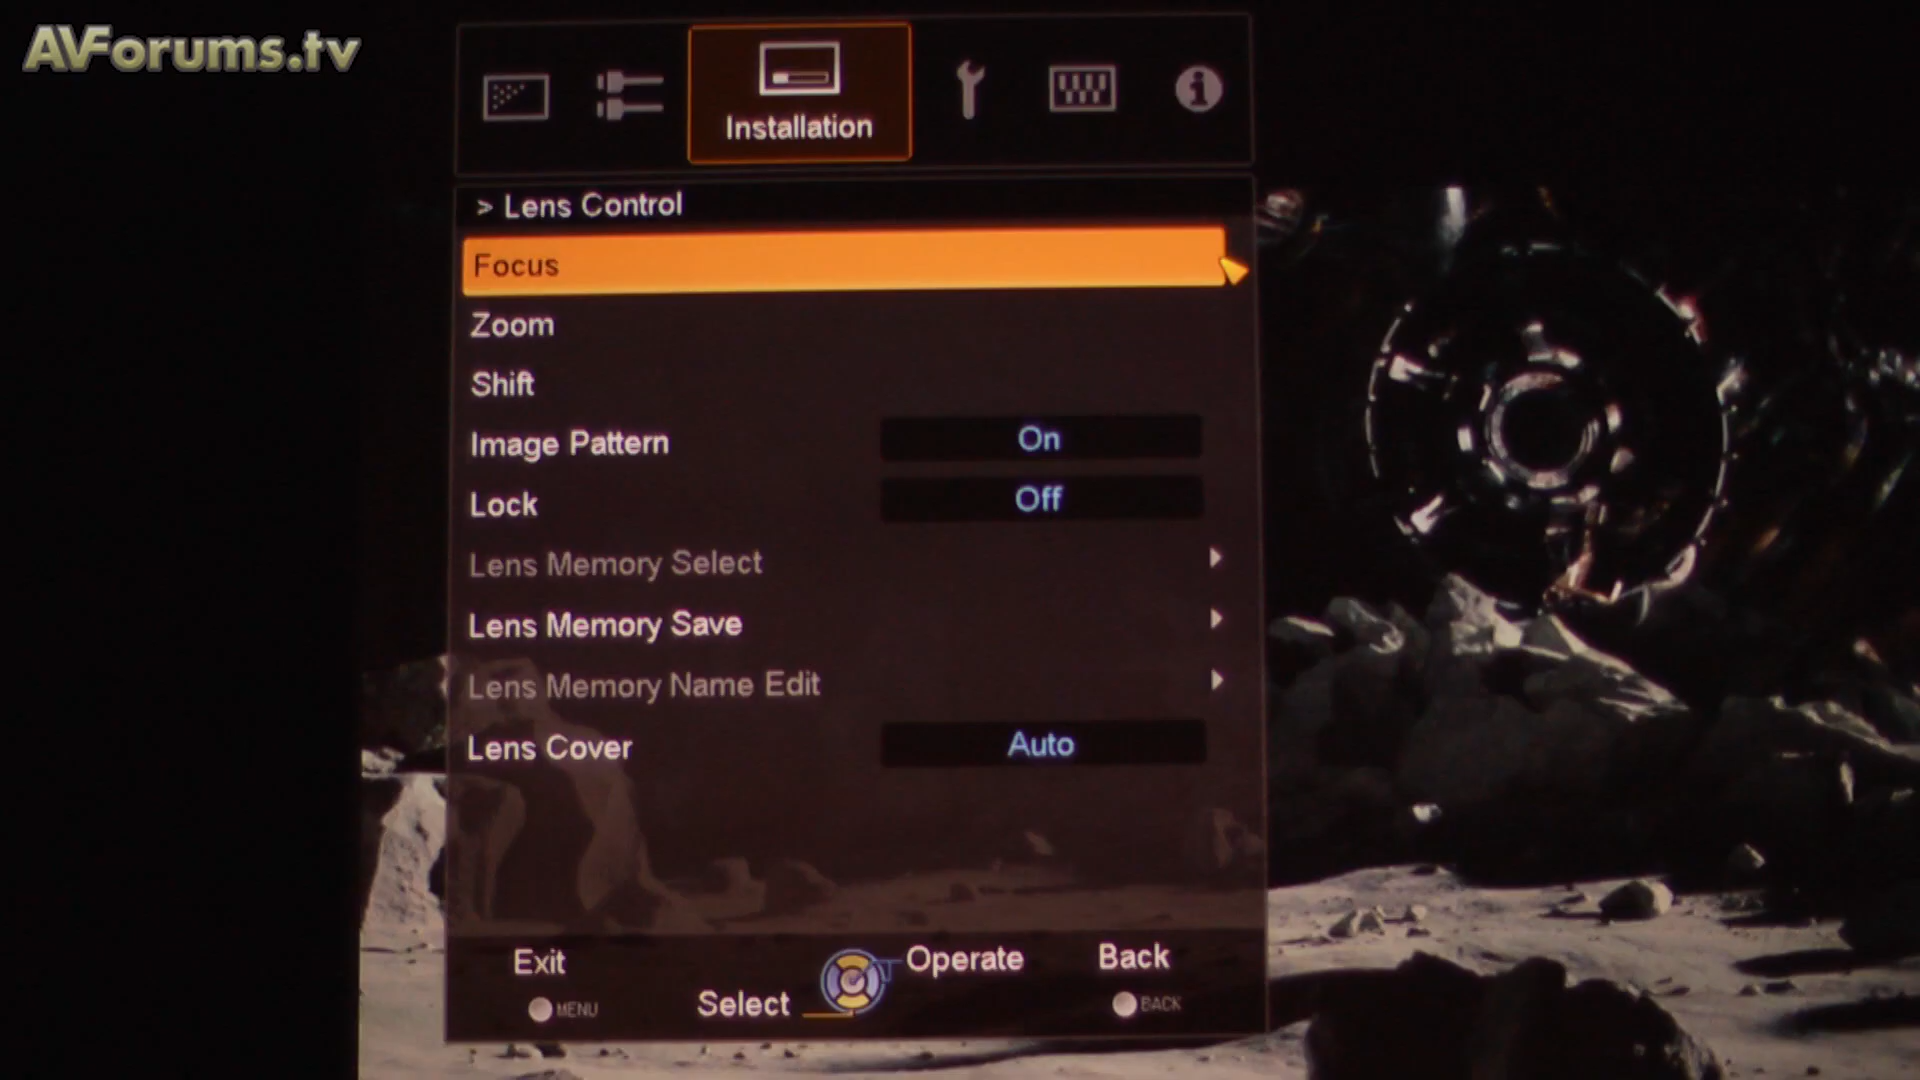 AVForums.tv
Installation
> Lens Control
Focus
Zoom
Shift
Image Pattern On
Lock Off
Lens Memory Select
Lens Memory Save
Lens Memory Name Edit
Lens Cover Auto
Exit Operate Back
MENU Select BACK